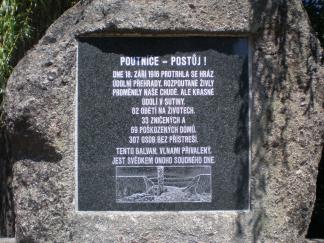 POUTNICE - POSTŮJ !
DNE 18. ZÁŘÍ 1916 PROTRHLA SE HRÁZ
ÚDOLNÍ PŘEHRADY. ROZPOUTANÉ ŽIVLY
PROMĚNILY NAŠE CHUDÉ, ALE KRÁSNÉ
ÚDOLÍ V SUTINY.
62 OBĚTÍ NA ŽIVOTECH.
33 ZNIČENÝCH A
69 POŠKOZENÝCH DOMŮ.
307 OSOB BEZ PŘÍSTŘEŠÍ.
TENTO BALVAN, VLNAMI PŘIVALENÝ,
JEST SVĚDKEM ONOHO SOUDNÉHO DNE.